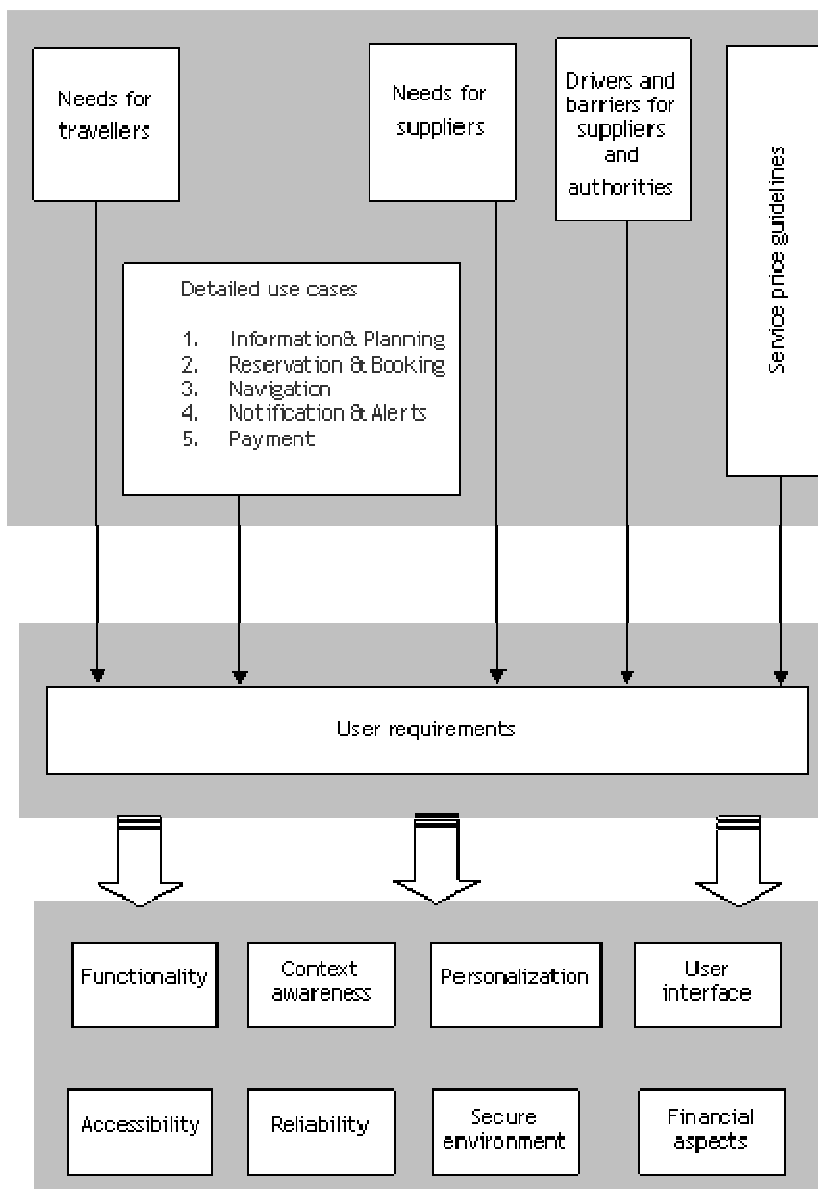 Needs for
travellers
Needs for
suppliers
Drivers and
barriers for
suppliers
and
authorities
Service price guidelines
Detailed use cases
1. Information& Planning
2. Reservation & Booking
3. Navigation
4. Notification & Alerts
5. Payment
User requirements
Functionality
Context
awareness
Personalization
User
interface
Accessibility
Reliability
Secure
environment
Financial
aspects